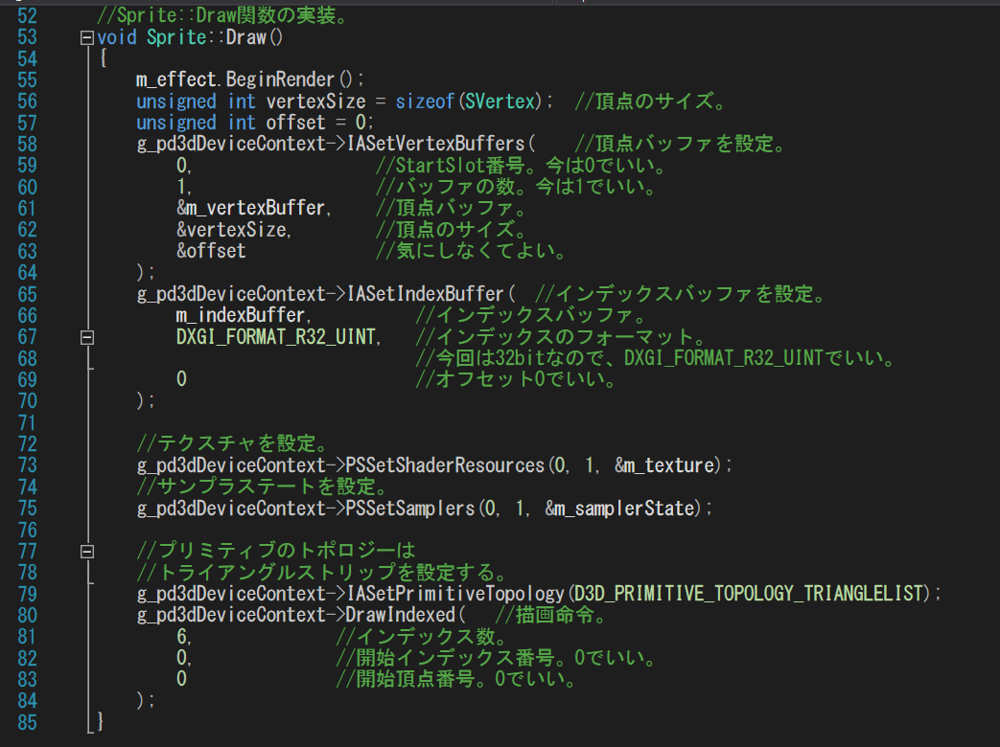 52 //Sprite::Draw関数の実装。
53 void Sprite::Draw()
54 {
55 m_effect.BeginRender();
56 unsigned int vertexSize = sizeof(SVertex); //頂点のサイズ。
57 unsigned int offset = 0;
58 g_pd3dDeviceContext->IASetVertexBuffers( //頂点バッファを設定。
59 0, //StartSlot番号。今は0でいい。
60 1, //バッファの数。今は1でいい。
61 &m_vertexBuffer, //頂点バッファ。
62 &vertexSize, //頂点のサイズ。
63 &offset //気にしなくてよい。
64 );
65 g_pd3dDeviceContext->IASetIndexBuffer( //インデックスバッファを設定。
66 m_indexBuffer, //インデックスバッファ。
67 DXGI_FORMAT_R32_UINT, //インデックスのフォーマット。
68 //今回は32bitなので、DXGI_FORMAT_R32_UINTでいい。
69 0 //オフセット0でいい。
70 );
71
72 //テクスチャを設定。
73 g_pd3dDeviceContext->PSSetShaderResources(0, 1, &m_texture);
74 //サンプラステートを設定。
75 g_pd3dDeviceContext->PSSetSamplers(0, 1, &m_samplerState);
76
77 //プリミティブのトポロジーは
78 //トライアングルストリップを設定する。
79 g_pd3dDeviceContext->IASetPrimitiveTopology(D3D_PRIMITIVE_TOPOLOGY_TRIANGLELIST);
80 g_pd3dDeviceContext->DrawIndexed( //描画命令。
81 6, //インデックス数。
82 0, //開始インデックス番号。0でいい。
83 0 //開始頂点番号。0でいい。
84 );
85 }